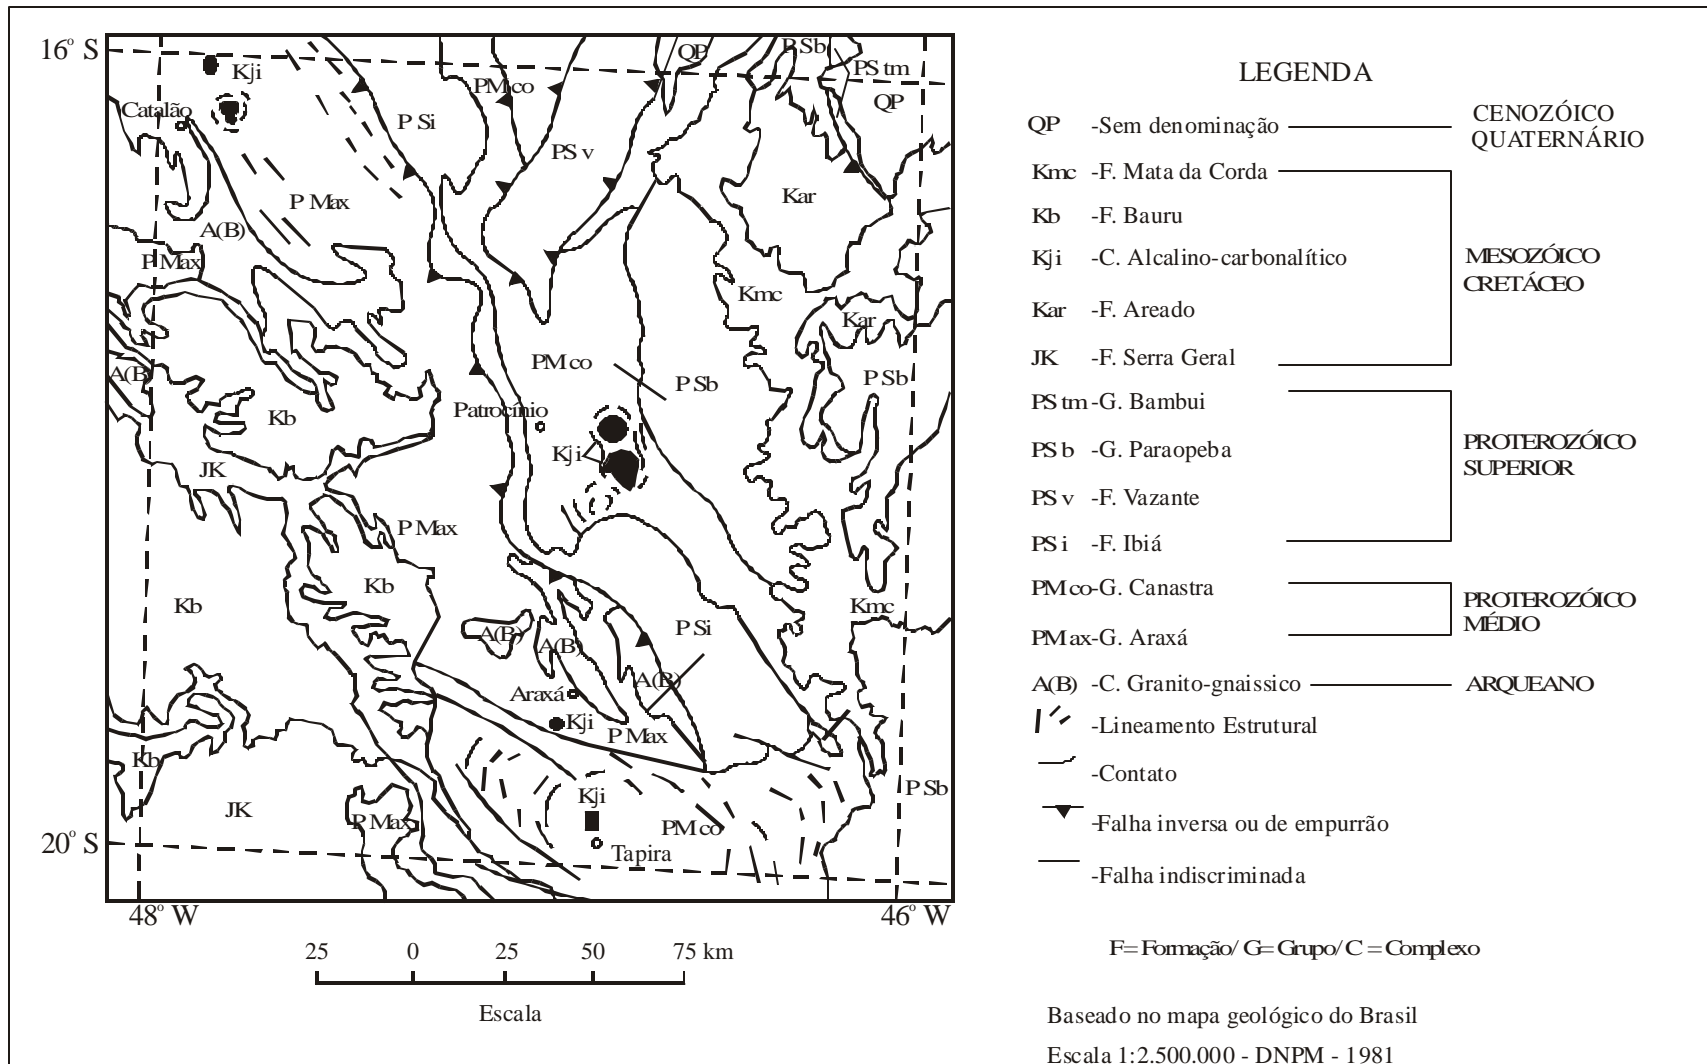 16º S
Kji
Catalão
P Si
PM co
QP
P Sb
PS tm
QP
PS v
P Max
A(B)
P Max
Kar
Kmc
Kar
A(B)
PM co
P Sb
P Sb
Kb
Patrocínio
JK
Kji
P Max
Kb
Kb
Kmc
A(B)
A(B)
P Si
A(B)
Araxá
Kji
P Max
Kb
JK
Kji
P Max
PM co
P Sb
20º S
Tapira
48º W
46º W
25 0 25 50 75 km
Escala
LEGENDA
QP -Sem denominação
CENOZÓICO
QUATERNÁRIO
Kmc -F. Mata da Corda
Kb -F. Bauru
Kji -C. Alcalino-carbonalítico
MESOZÓICO
CRETÁCEO
Kar -F. Areado
JK -F. Serra Geral
PS tm -G. Bambui
PS b -G. Paraopeba
PROTEROZÓICO
SUPERIOR
PS v -F. Vazante
PS i -F. Ibiá
PM co -G. Canastra
PROTEROZÓICO
MÉDIO
PM ax -G. Araxá
A(B) -C. Granito-gnaissico
ARQUEANO
-Lineamento Estrutural
-Contato
-Falha inversa ou de empurrão
-Falha indiscriminada
F= Formação/ G= Grupo/ C = Complexo
Baseado no mapa geológico do Brasil
Escala 1:2.500.000 - DNPM - 1981